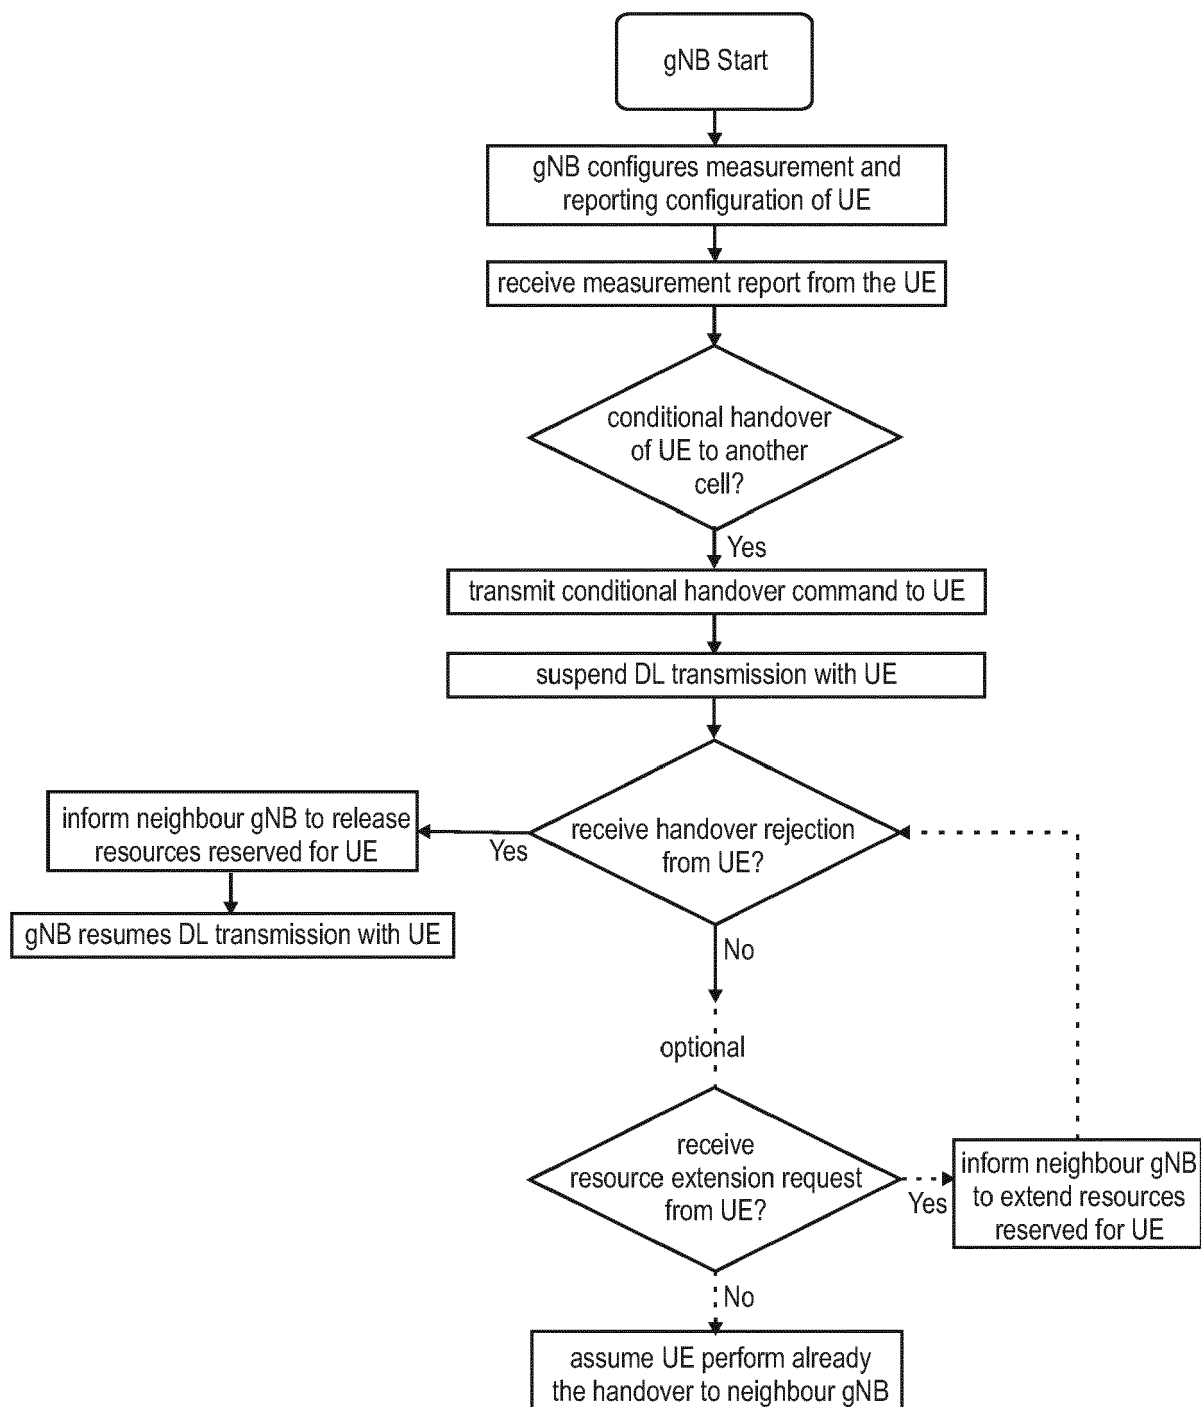 gNB Start
gNB configures measurement and
reporting configuration of UE
receive measurement report from the UE
conditional handover
of UE to another
cell?
Yes
transmit conditional handover command to UE
suspend DL transmission with UE
receive handover rejection
from UE?
Yes
inform neighbour gNB to release
resources reserved for UE
gNB resumes DL transmission with UE
No
optional
receive
resource extension request
from UE?
Yes
inform neighbour gNB
to extend resources
reserved for UE
No
assume UE perform already
the handover to neighbour gNB